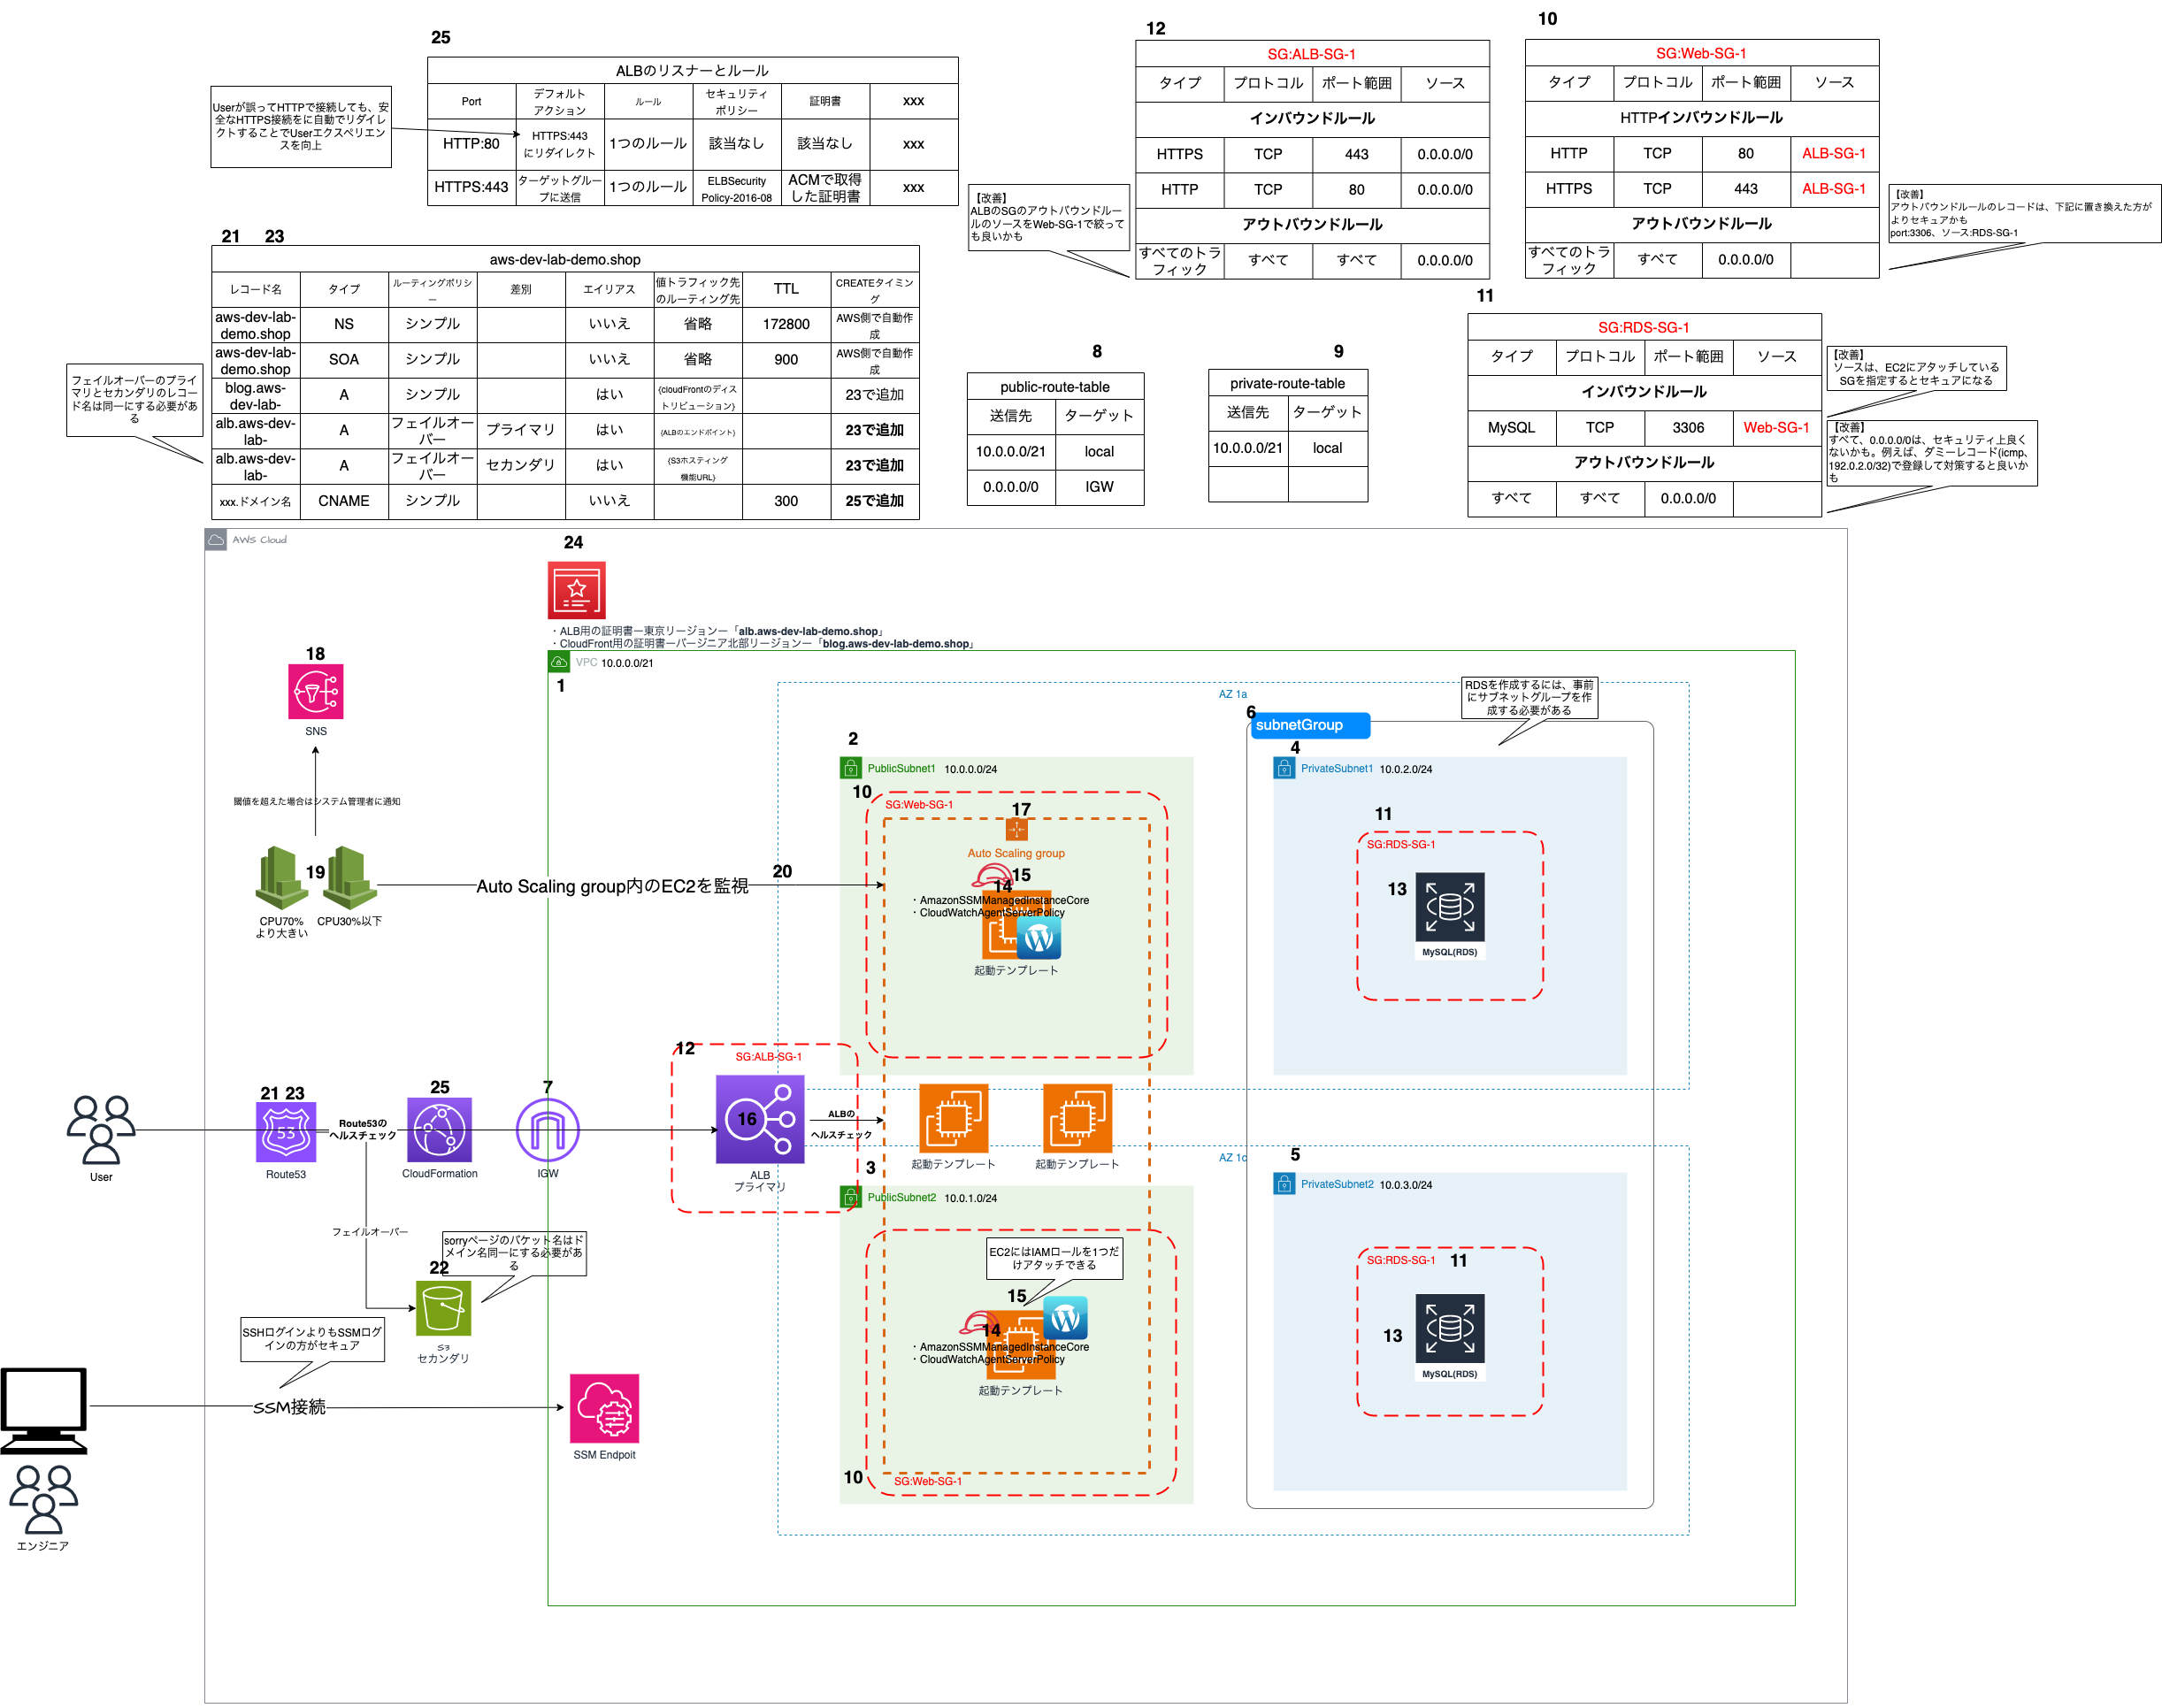 25
ALBのリスナーとルール
Port
デフォルト
アクション
ルール
セキュリティ
ポリシー
証明書
xxx
HTTP:80
HTTPS:443
にリダイレクト
1つのルール
該当なし
該当なし
xxx
HTTPS:443
ターゲットグルー
プに送信
1つのルール
ELBSecurity
Policy-2016-08
ACMで取得
した証明書
xxx
Userが誤ってHTTPで接続しても、安
全なHTTPS接続をに自動でリダイレ
クトすることでUserエクスペリエン
スを向上
12
SG:ALB-SG-1
タイプ
プロトコル
ポート範囲
ソース
インバウンドルール
HTTPS
TCP
443
0.0.0.0/0
HTTP
TCP
80
0.0.0.0/0
アウトバウンドルール
すべてのトラ
フィック
すべて
すべて
0.0.0.0/0
【改善】
ALBのSGのアウトバウンドルー
ルのソースをWeb-SG-1で絞って
も良いかも
10
SG:Web-SG-1
タイプ
プロトコル
ポート範囲
ソース
HTTPインバウンドルール
HTTP
TCP
80
ALB-SG-1
HTTPS
TCP
443
ALB-SG-1
アウトバウンドルール
すべてのトラ
フィック
すべて
0.0.0.0/0
【改善】
アウトバウンドルールのレコードは、下記に置き換えた方が
よりセキュアかも
port:3306、ソース:RDS-SG-1
21
23
aws-dev-lab-demo.shop
レコード名
タイプ
ルーティングポリシ
ー
差別
エイリアス
値トラフィック先
のルーティング先
TTL
CREATEタイミン
グ
aws-dev-lab-
demo.shop
NS
シンプル
いいえ
省略
172800
AWS側で自動作
成
aws-dev-lab-
demo.shop
SOA
シンプル
いいえ
省略
900
AWS側で自動作
成
blog.aws-
dev-lab-
A
シンプル
はい
{cloudFrontのディス
トリビューション}
23で追加
alb.aws-dev-
lab-
A
フェイルオー
バー
プライマリ
はい
{ALBのエンドポイント}
23で追加
alb.aws-dev-
lab-
A
フェイルオー
バー
セカンダリ
はい
{S3ホスティング
機能URL}
23で追加
xxx.ドメイン名
CNAME
シンプル
いいえ
300
25で追加
フェイルオーバーのプライ
マリとセカンダリのレコー
ド名は同一にする必要があ
る
8
public-route-table
送信先
ターゲット
10.0.0.0/21
local
0.0.0.0/0
IGW
9
private-route-table
送信先
ターゲット
10.0.0.0/21
local
11
SG:RDS-SG-1
タイプ
プロトコル
ポート範囲
ソース
インバウンドルール
MySQL
TCP
3306
Web-SG-1
アウトバウンドルール
すべて
すべて
0.0.0.0/0
【改善】
ソースは、EC2にアタッチしている
SGを指定するとセキュアになる
【改善】
すべて、0.0.0.0/0は、セキュリティ上良く
ないかも。例えば、ダミーレコード(icmp、
192.0.2.0/32)で登録して対策すると良いか
も
AWS Cloud
24
・ALB用の証明書ー東京リージョンー「alb.aws-dev-lab-demo.shop」
・CloudFront用の証明書ーバージニア北部リージョンー「blog.aws-dev-lab-demo.shop」
VPC 10.0.0.0/21
1
18
SNS
閾値を超えた場合はシステム管理者に通知
19
CPU70%
より大きい
CPU30%以下
Auto Scaling group内のEC2を監視
20
AZ 1a
RDSを作成するには、事前
にサブネットグループを作
成する必要がある
6
subnetGroup
2
PublicSubnet1 10.0.0.0/24
10
SG:Web-SG-1
17
Auto Scaling group
15
14
・AmazonSSMManagedInstanceCore
・CloudWatchAgentServerPolicy
起動テンプレート
4
PrivateSubnet1 10.0.2.0/24
11
SG:RDS-SG-1
13
MySQL(RDS)
User
21 23
53
Route53
Route53の
ヘルスチェック
25
CloudFormation
7
IGW
12
SG:ALB-SG-1
16
ALB
プライマリ
ALBの
ヘルスチェック
起動テンプレート
起動テンプレート
AZ 1c
3
PublicSubnet2 10.0.1.0/24
5
PrivateSubnet2 10.0.3.0/24
フェイルオーバー
sorryページのバケット名はド
メイン名同一にする必要があ
る
22
S3
セカンダリ
EC2にはIAMロールを1つだ
けアタッチできる
15
14
・AmazonSSMManagedInstanceCore
・CloudWatchAgentServerPolicy
起動テンプレート
10
SG:Web-SG-1
SG:RDS-SG-1
11
13
MySQL(RDS)
SSHログインよりもSSMログ
インの方がセキュア
SSM接続
SSM Endpoit
エンジニア